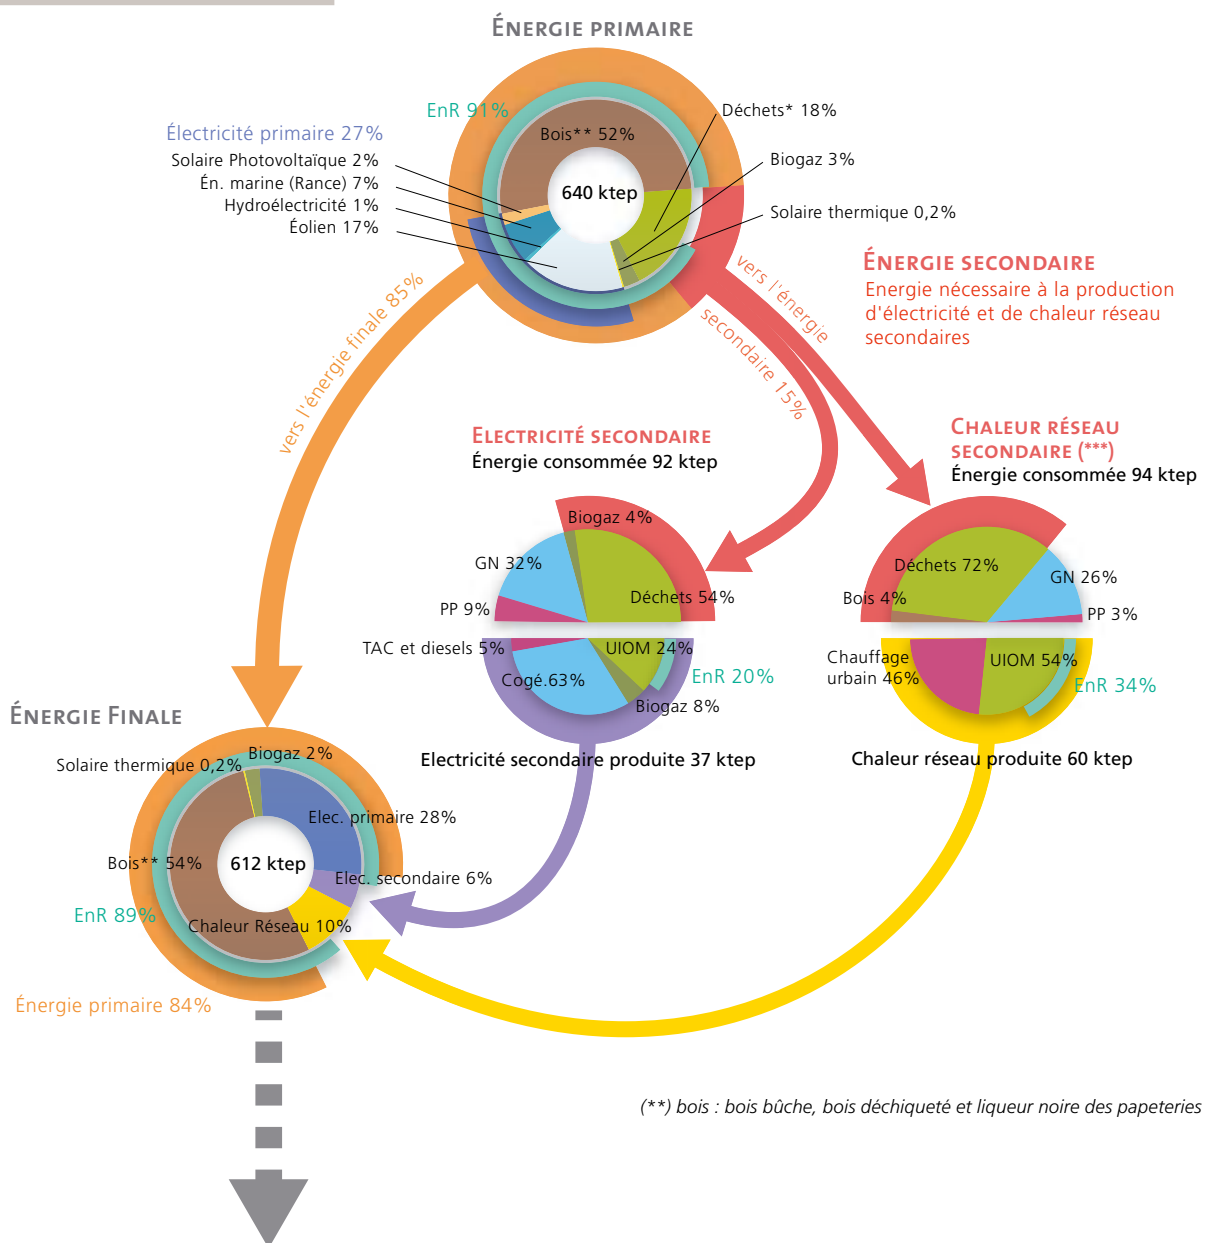 ÉNERGIE PRIMAIRE
EnR 91%
Déchets* 18%
Électricité primaire 27%
Bois** 52%
Solaire Photovoltaïque 2%
Biogaz 3%
Én. marine (Rance) 7%
640 ktep
Hydroélectricité 1%
Solaire thermique 0,2%
Éolien 17%
vers l'énergie finale 85%
vers l'énergie
secondaire 15%
ÉNERGIE SECONDAIRE
Energie nécessaire à la production
d'électricité et de chaleur réseau
secondaires
ELECTRICITÉ SECONDAIRE
Énergie consommée 92 ktep
CHALEUR RÉSEAU
SECONDAIRE (***)
Énergie consommée 94 ktep
Biogaz 4%
GN 32%
Déchets 54%
PP 9%
TAC et diesels 5%
UIOM 24%
Cogé.63%
EnR 20%
Biogaz 8%
Electricité secondaire produite 37 ktep
Déchets 72%
GN 26%
Bois 4%
PP 3%
Chauffage
urbain 46%
UIOM 54%
EnR 34%
Chaleur réseau produite 60 ktep
ÉNERGIE FINALE
Biogaz 2%
Solaire thermique 0,2%
Elec. primaire 28%
Bois** 54%
612 ktep
Elec. secondaire 6%
EnR 89%
Chaleur Réseau 10%
Énergie primaire 84%
(**) bois : bois bûche, bois déchiqueté et liqueur noire des papeteries